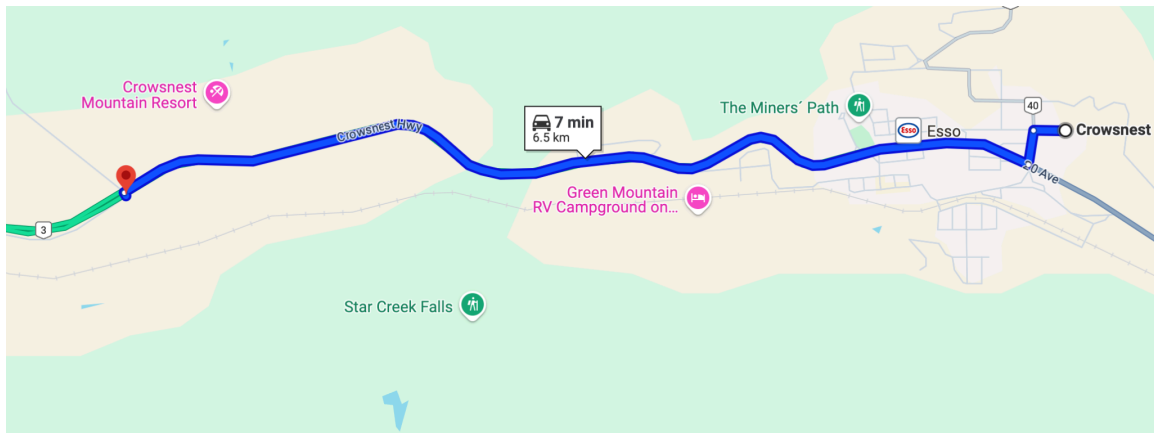 Crowsnest
Mountain Resort
Crowsnest Hwy
7 min
6.5 km
The Miners´ Path
Esso
Esso
40
Crowsnest
20 Ave
Green Mountain
RV Campground on...
3
Star Creek Falls